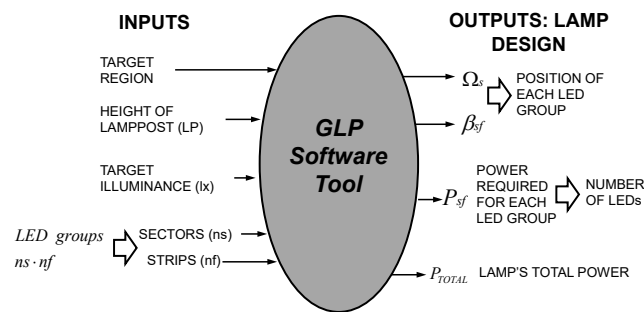 INPUTS
OUTPUTS: LAMP
DESIGN
TARGET
REGION
HEIGHT OF
LAMPPOST (LP)
TARGET
ILLUMINANCE (lx)
LED groups
ns · nf
SECTORS (ns)
STRIPS (nf)
GLP
Software
Tool
Ωs
βsf
POSITION OF
EACH LED
GROUP
Psf
POWER
REQUIRED
FOR EACH
LED GROUP
NUMBER
OF LEDs
PTOTAL LAMP'S TOTAL POWER